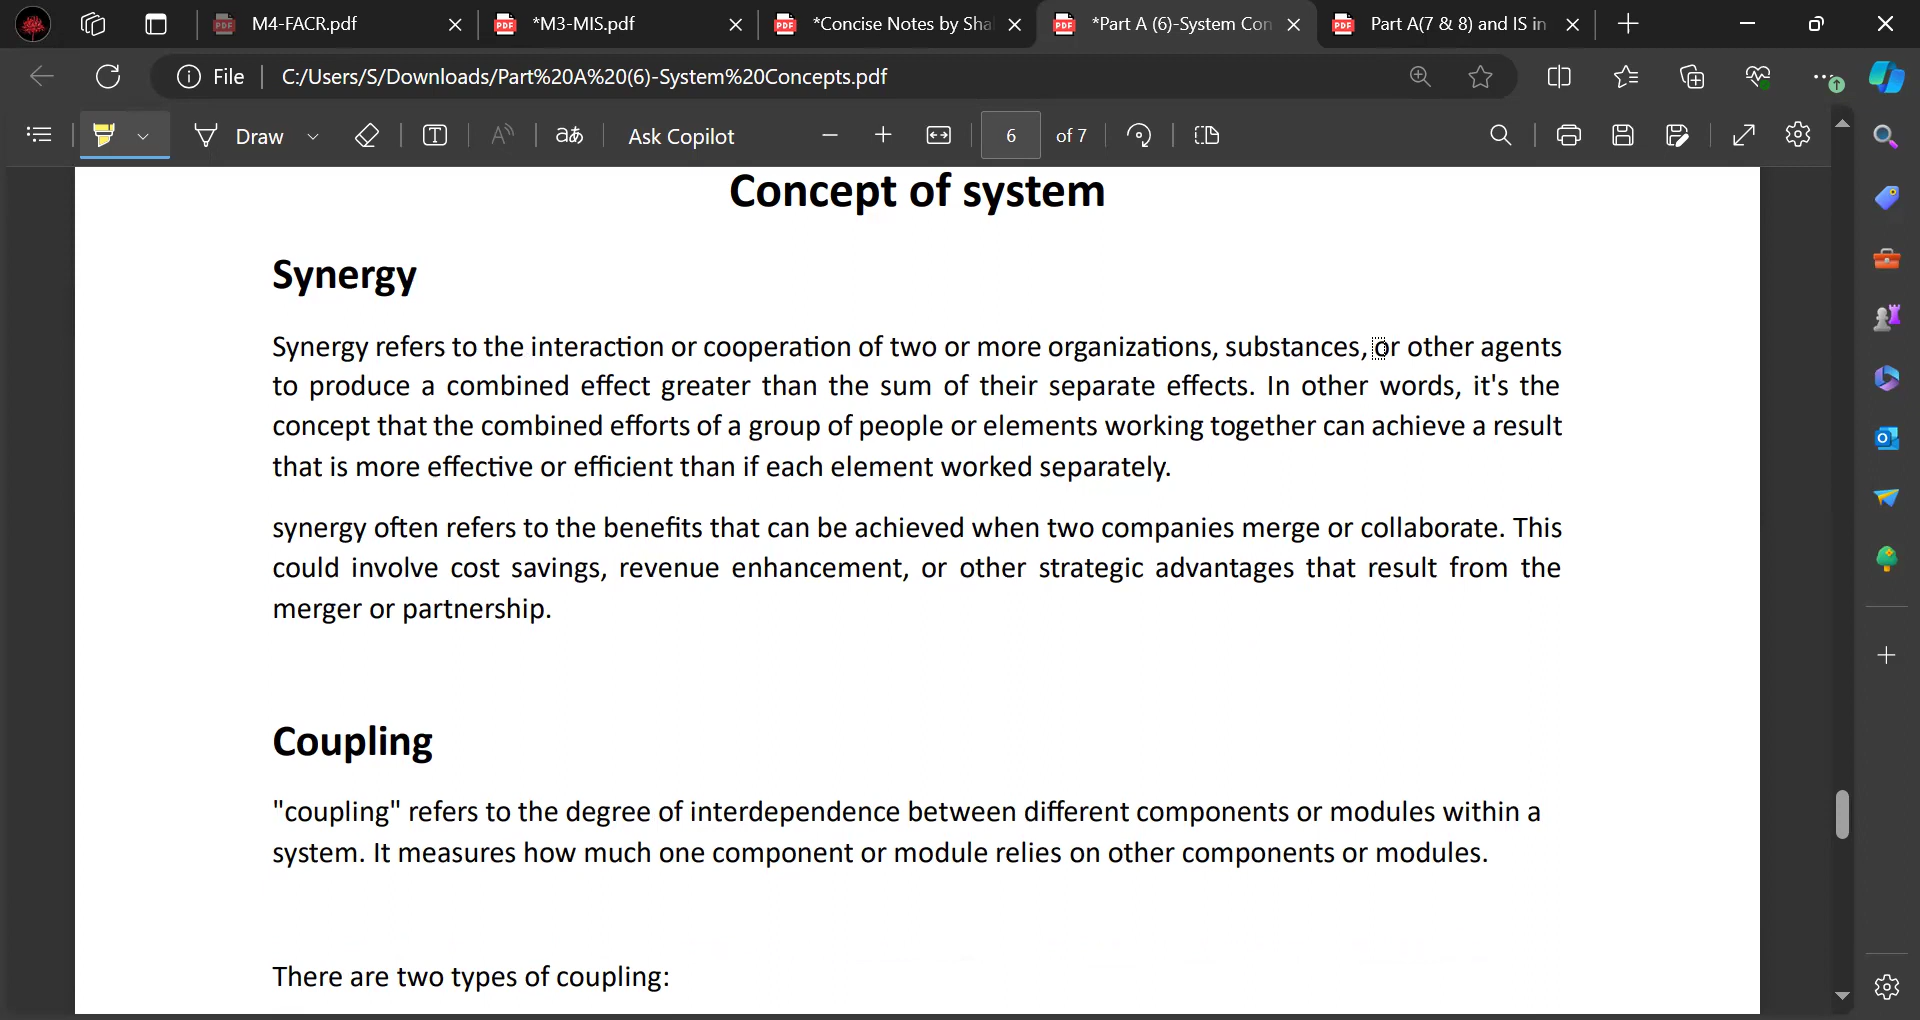 M4-FACR.pdf
*M3-MIS.pdf
*Concise Notes by Sha
*Part A (6)-System Con
Part A(7 & 8) and IS in
File
C:/Users/S/Downloads/Part%20A%20(6)-System%20Concepts.pdf
Draw
aあ
Ask Copilot
6 of 7
Concept of system
Synergy
Synergy refers to the interaction or cooperation of two or more organizations, substances, or other agents
to produce a combined effect greater than the sum of their separate effects. In other words, it's the
concept that the combined efforts of a group of people or elements working together can achieve a result
that is more effective or efficient than if each element worked separately.
synergy often refers to the benefits that can be achieved when two companies merge or collaborate. This
could involve cost savings, revenue enhancement, or other strategic advantages that result from the
merger or partnership.
Coupling
"coupling" refers to the degree of interdependence between different components or modules within a
system. It measures how much one component or module relies on other components or modules.
There are two types of coupling: